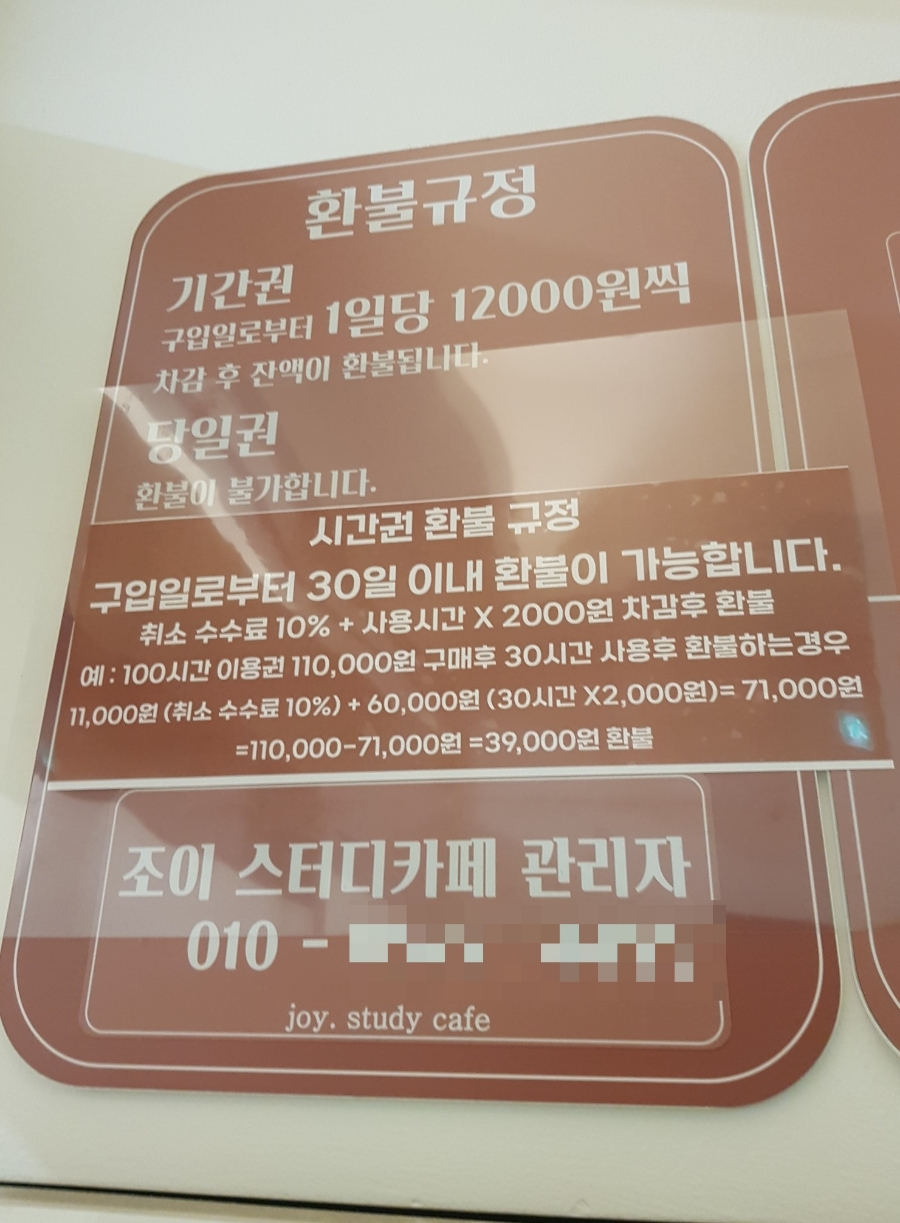 환불규정
기간권
구입일로부터 1일당 12000원씩
차감 후 잔액이 환불됩니다.
당일권
환불이 불가합니다.
시간권 환불 규정
구입일로부터 30일 이내 환불이 가능합니다.
취소 수수료 10% + 사용시간 X 2000원 차감후 환불
예 : 100시간 이용권 110,000원 구매후 30시간 사용후 환불하는경우
11,000원 (취소 수수료 10%) + 60,000원 (30시간 X2,000원)= 71,000원
=110,000-71,000원 =39,000원 환불
조이 스터디카페 관리자
010 -
joy. study cafe